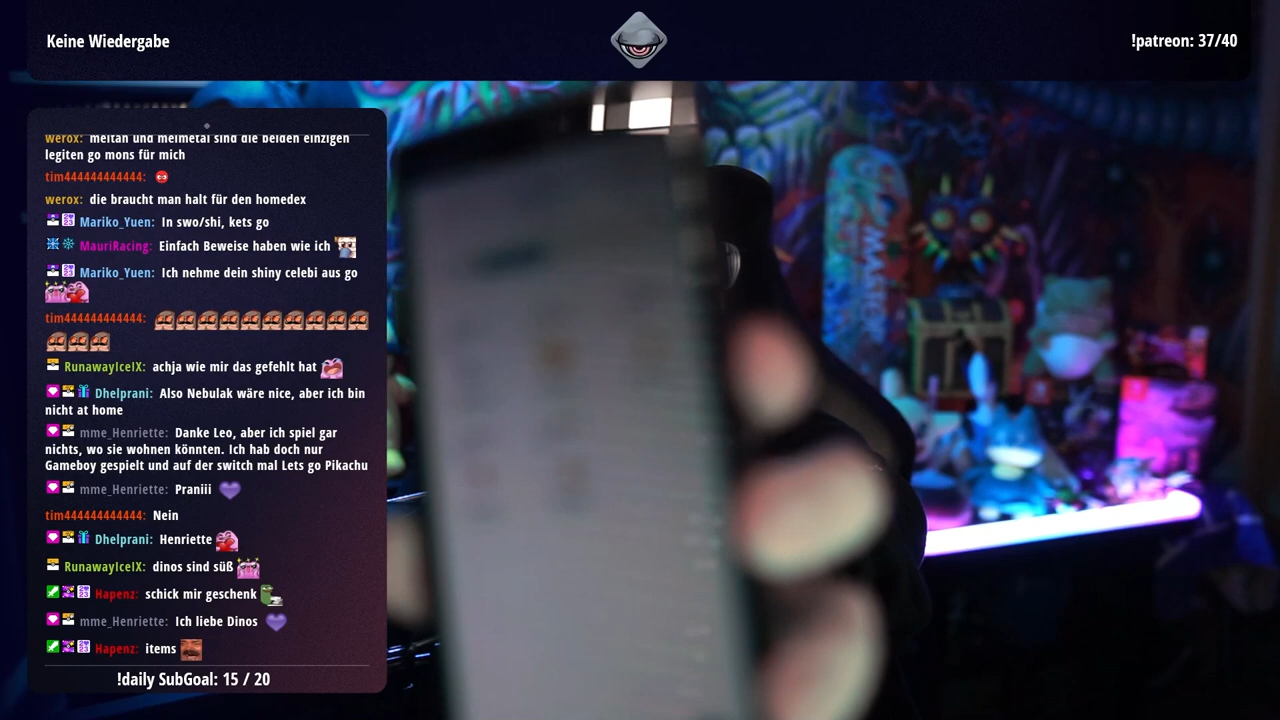 Keine Wiedergabe
!patreon: 37/40
werox: meltan und melmetal sind die beiden einzigen
legiten go mons für mich
tim444444444444:
werox: die braucht man halt für den homedex
Mariko_Yuen: In swo/shi, kets go
MauriRacing: Einfach Beweise haben wie ich
Mariko_Yuen: Ich nehme dein shiny celebi aus go
tim444444444444:
RunawayIceIX: achja wie mir das gefehlt hat
Dhelprani: Also Nebulak wäre nice, aber ich bin
nicht at home
mme_Henriette: Danke Leo, aber ich spiel gar
nichts, wo sie wohnen könnten. Ich hab doch nur
Gameboy gespielt und auf der switch mal Lets go Pikachu
mme_Henriette: Praniii
tim444444444444: Nein
Dhelprani: Henriette
RunawayIceIX: dinos sind süß
Hapenz: schick mir geschenk
mme_Henriette: Ich liebe Dinos
Hapenz: items
!daily SubGoal: 15 / 20